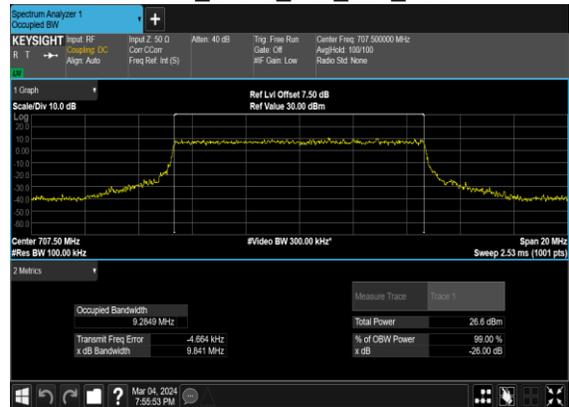 Spectrum Analyzer 1
Occupied BW
+
KEYSIGHT Input: RF Input Z: 50 Ω Atten: 40 dB Trig: Free Run Center Freq: 707.500000 MHz
R T Coupling: DC Corr CCorr Gate: Off Avg|Hold: 100/100
Align: Auto Freq Ref: Int (S) #IF Gain: Low Radio Std: None
1 Graph
Ref Lvl Offset 7.50 dB
Scale/Div 10.0 dB Ref Value 30.00 dBm
Log
20.0
10.0
0.00
-10.0
-20.0
-30.0
-40.0
-50.0
-60.0
Center 707.50 MHz #Video BW 300.00 kHz* Span 20 MHz
#Res BW 100.00 kHz Sweep 2.53 ms (1001 pts)
2 Metrics
Measure Trace Trace 1
Occupied Bandwidth
9.2849 MHz Total Power 26.6 dBm
Transmit Freq Error -4.664 kHz % of OBW Power 99.00 %
x dB Bandwidth 9.841 MHz x dB -26.00 dB
? Mar 04, 2024
7:55:53 PM